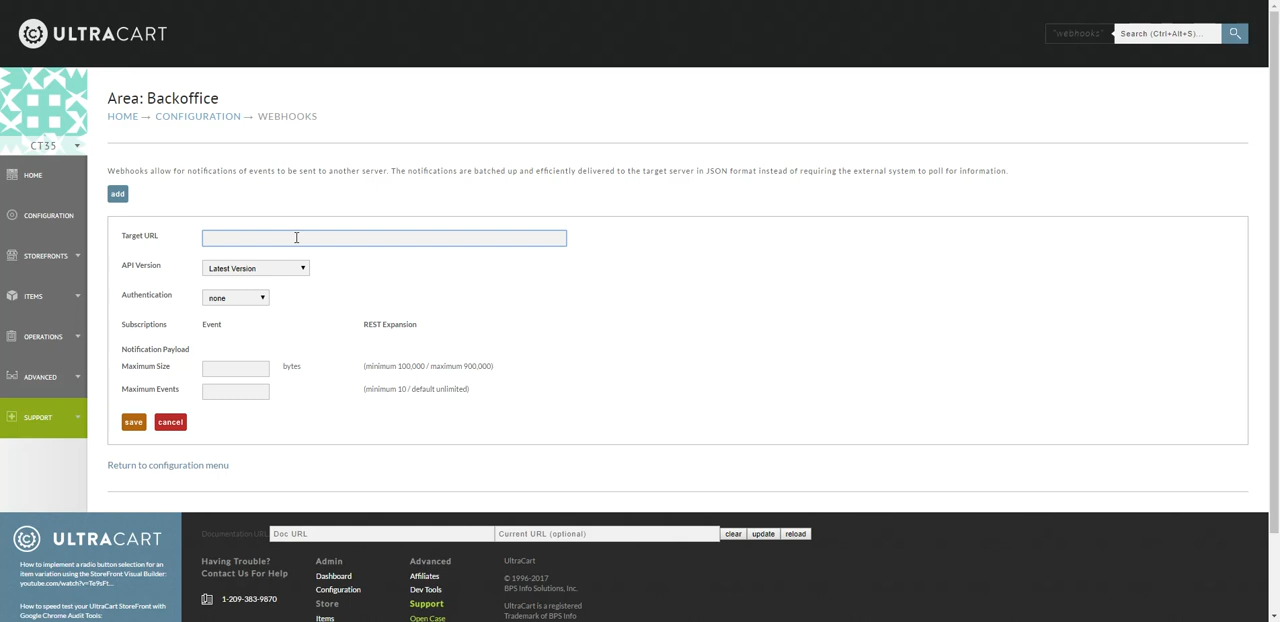 ULTRACART
"webhooks"
Search (Ctrl+Alt+S)...
CT35
HOME
CONFIGURATION
STOREFRONTS
ITEMS
OPERATIONS
ADVANCED
SUPPORT
Area: Backoffice
HOME → CONFIGURATION → WEBHOOKS
Webhooks allow for notifications of events to be sent to another server. The notifications are batched up and efficiently delivered to the target server in JSON format instead of requiring the external system to poll for information.
add
Target URL
API Version Latest Version
Authentication none
Subscriptions Event REST Expansion
Notification Payload
Maximum Size bytes (minimum 100,000 / maximum 900,000)
Maximum Events (minimum 10 / default unlimited)
save cancel
Return to configuration menu
ULTRACART
How to implement a radio button selection for an
item variation using the StoreFront Visual Builder:
youtube.com/watch?v=Te9sFt...
How to speed test your UltraCart StoreFront with
Google Chrome Audit Tools:
Documentation URL Doc URL Current URL (optional) clear update reload
Having Trouble?
Contact Us For Help
1-209-383-9870
Admin
Dashboard
Configuration
Store
Items
Advanced
Affiliates
Dev Tools
Support
Open Case
UltraCart
© 1996-2017
BPS Info Solutions, Inc.
UltraCart is a registered
Trademark of BPS Info